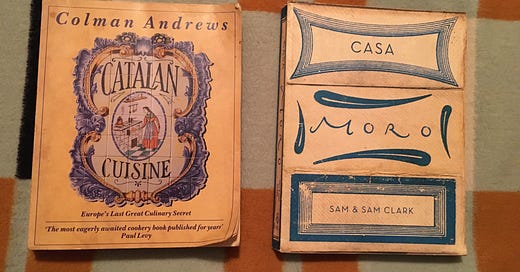 Colman Andrews
CATALAN
CUISINE
Europe's Last Great Culinary Secret
'The most eagerly awaited cookery book published for years'
Paul Levy
CASA
MORO
SAM & SAM CLARK